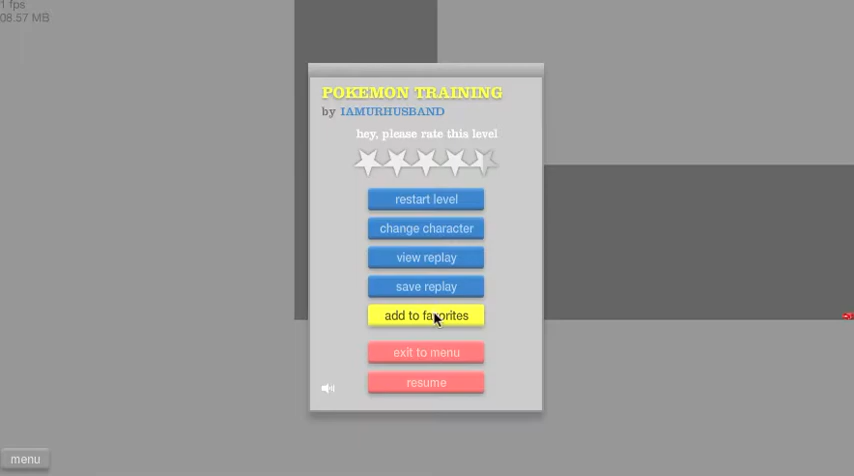 1 fps
08.57 MB
POKEMON TRAINING
by IAMURHUSBAND
hey, please rate this level
restart level
change character
view replay
save replay
add to favorites
exit to menu
resume
menu